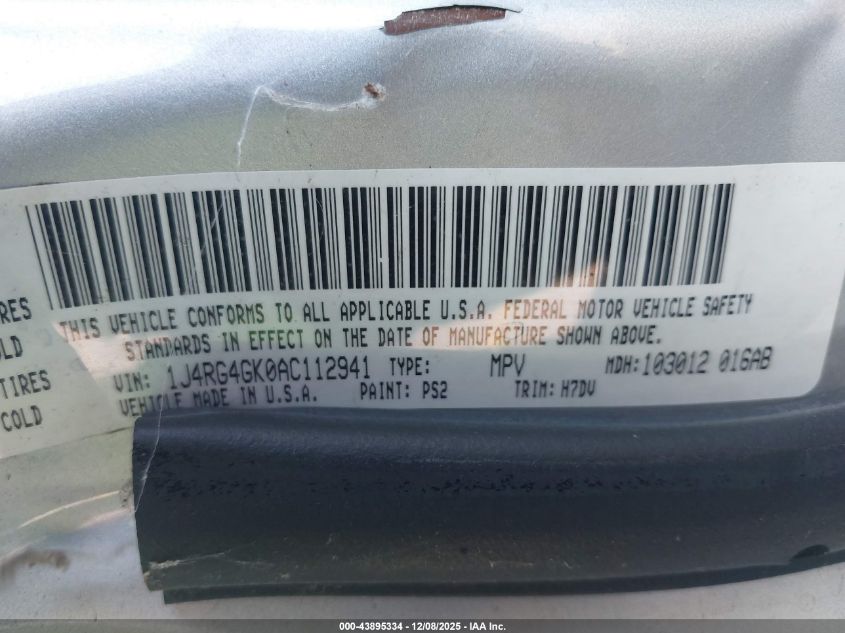 THIS VEHICLE CONFORMS TO ALL APPLICABLE U.S.A. FEDERAL MOTOR VEHICLE SAFETY
STANDARDS IN EFFECT ON THE DATE OF MANUFACTURE SHOWN ABOVE.
RES
OLD
TIRES
COLD
VIN: 1J4RG4GK0AC112941 TYPE: MPV MDH:103012 016AB
VEHICLE MADE IN U.S.A. PAINT: PS2 TRIM: H7DV
000-43895334 - 12/08/2025 - IAA Inc.